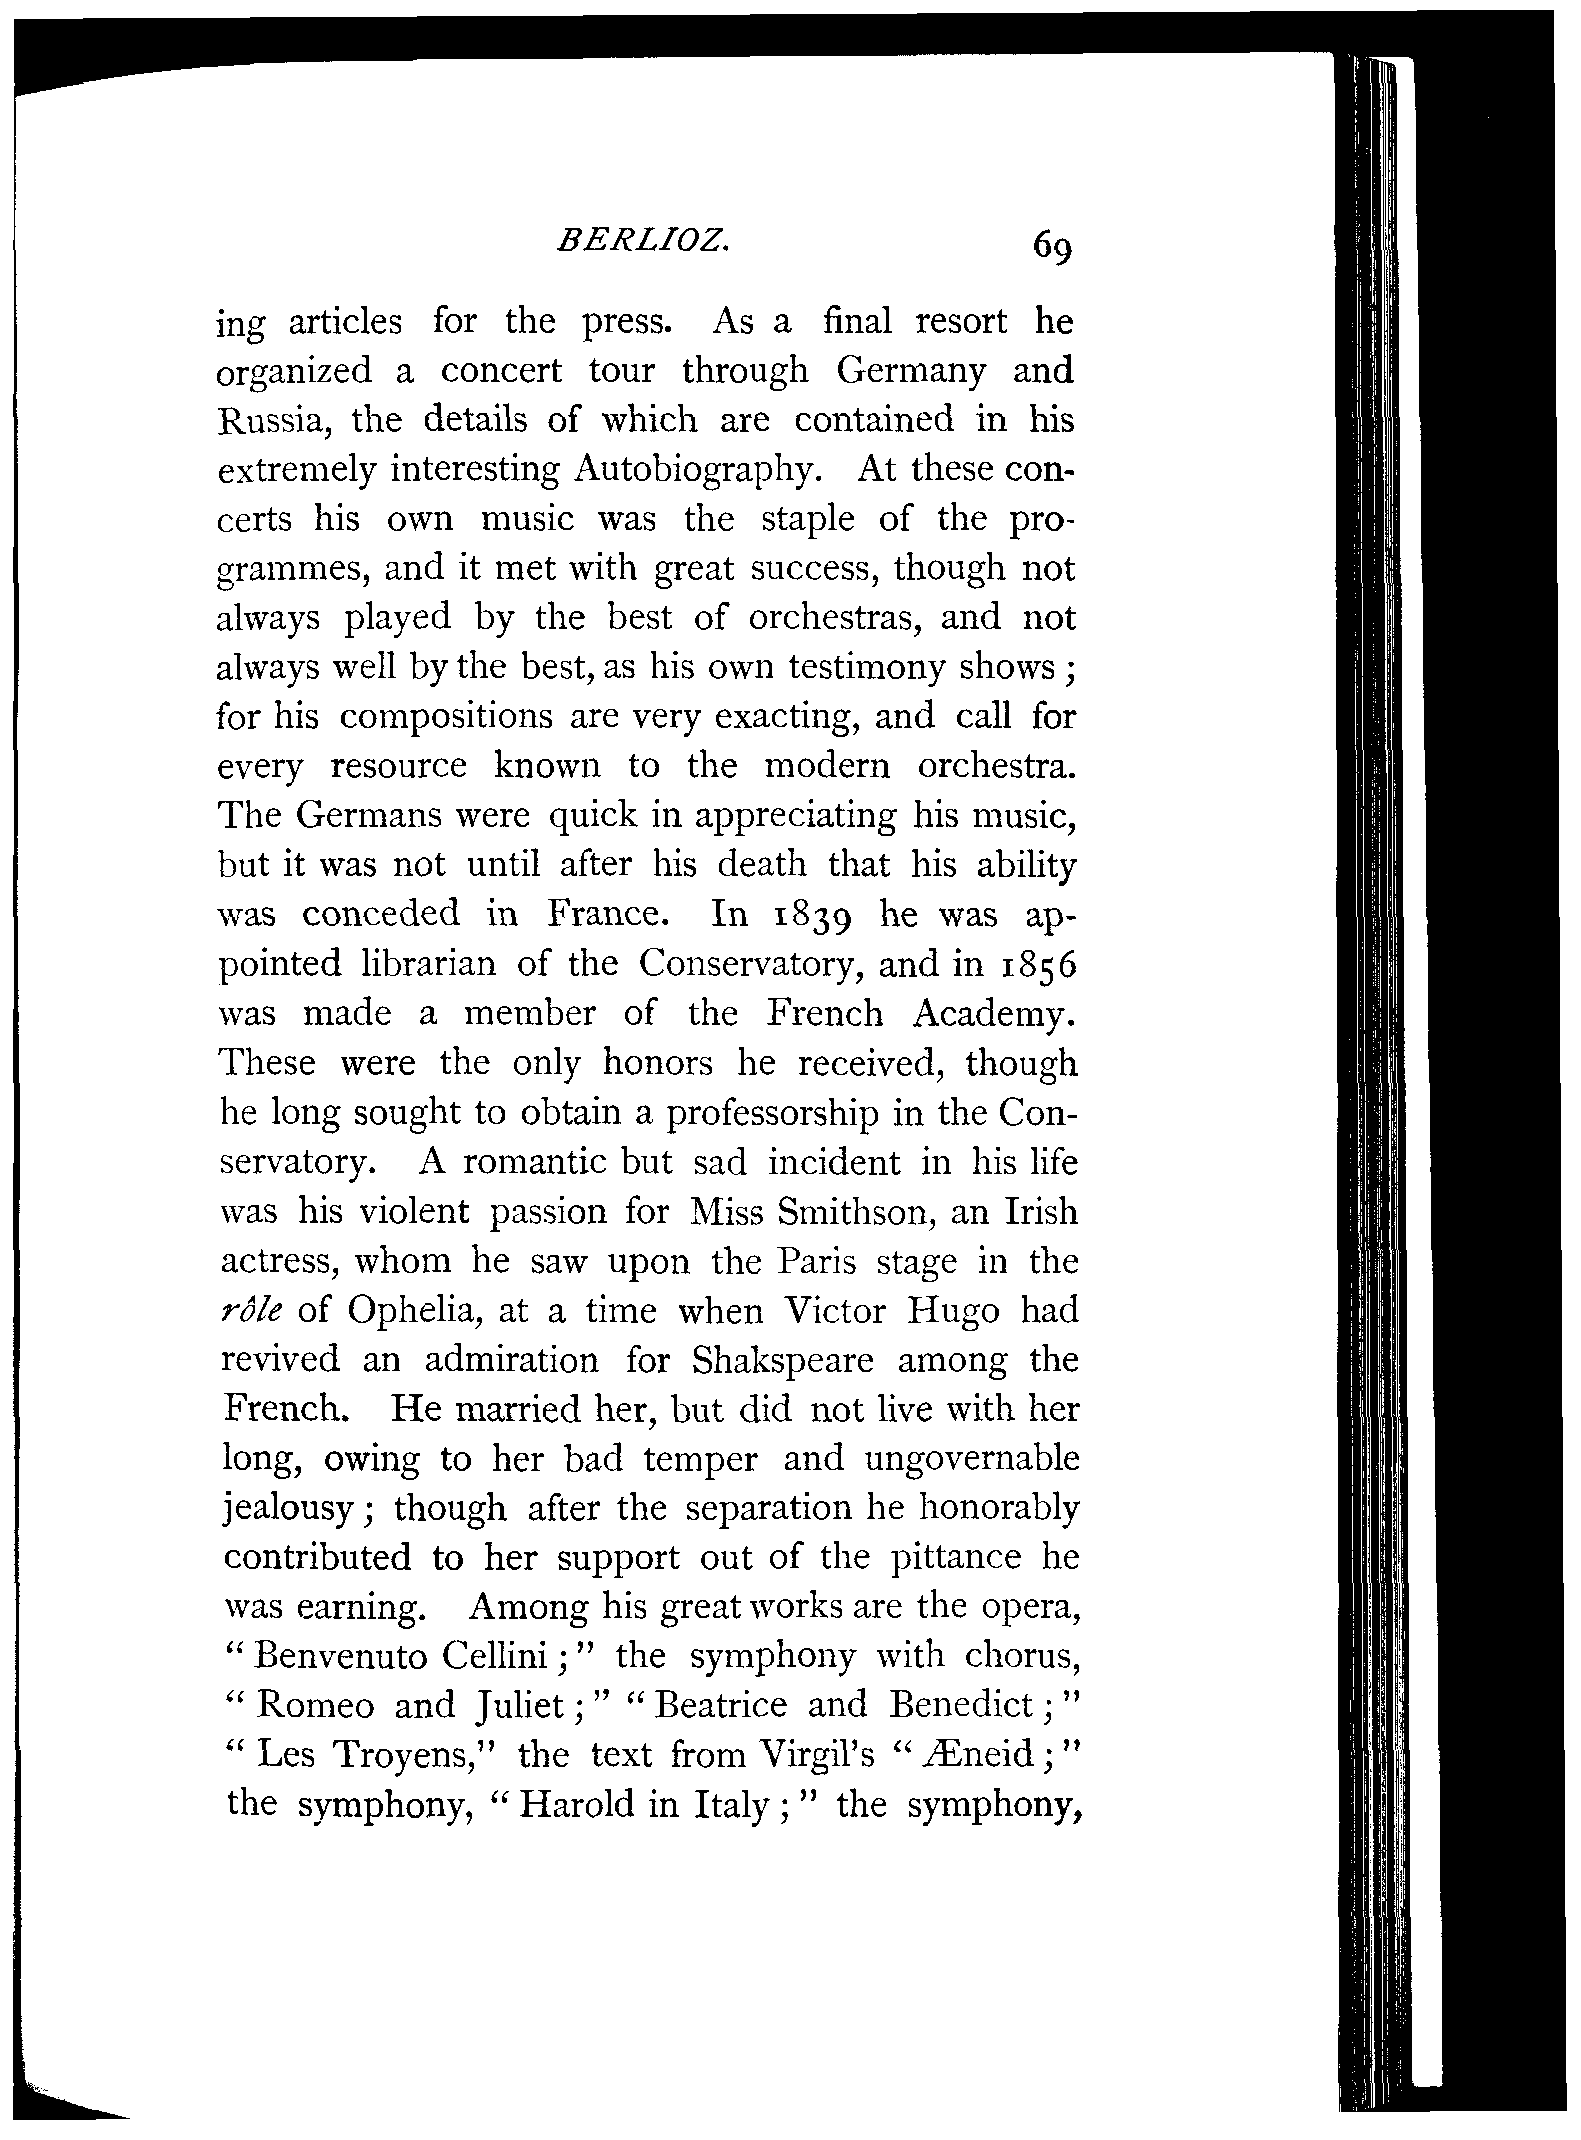 BERLIOZ. 69
ing articles for the press. As a final resort he
organized a concert tour through Germany and
Russia, the details of which are contained in his
extremely interesting Autobiography. At these con-
certs his own music was the staple of the pro-
grammes, and it met with great success, though not
always played by the best of orchestras, and not
always well by the best, as his own testimony shows ;
for his compositions are very exacting, and call for
every resource known to the modern orchestra.
The Germans were quick in appreciating his music,
but it was not until after his death that his ability
was conceded in France. In 1839 he was ap-
pointed librarian of the Conservatory, and in 1856
was made a member of the French Academy.
These were the only honors he received, though
he long sought to obtain a professorship in the Con-
servatory. A romantic but sad incident in his life
was his violent passion for Miss Smithson, an Irish
actress, whom he saw upon the Paris stage in the
rôle of Ophelia, at a time when Victor Hugo had
revived an admiration for Shakspeare among the
French. He married her, but did not live with her
long, owing to her bad temper and ungovernable
jealousy ; though after the separation he honorably
contributed to her support out of the pittance he
was earning. Among his great works are the opera,
“ Benvenuto Cellini ; ” the symphony with chorus,
“ Romeo and Juliet ; ” “ Beatrice and Benedict ; ”
“ Les Troyens,” the text from Virgil’s “ Æneid ; ”
the symphony, “ Harold in Italy ; ” the symphony,